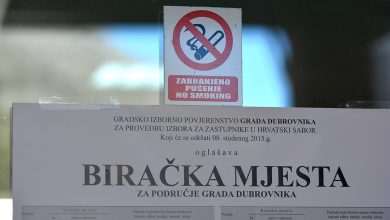 ZABRANJENO
PUŠENJE
NO SMOKING
GRADSKO IZBORNO POVJERENSTVO GRADA DUBROVNIKA
ZA PROVEDBU IZBORA ZA ZASTUPNIKE U HRVATSKI SABOR
Koji će se održati 08. studenog 2015.g.
oglašava
BIRAČKA MJESTA
ZA PODRUČJE GRADA DUBROVNIKA